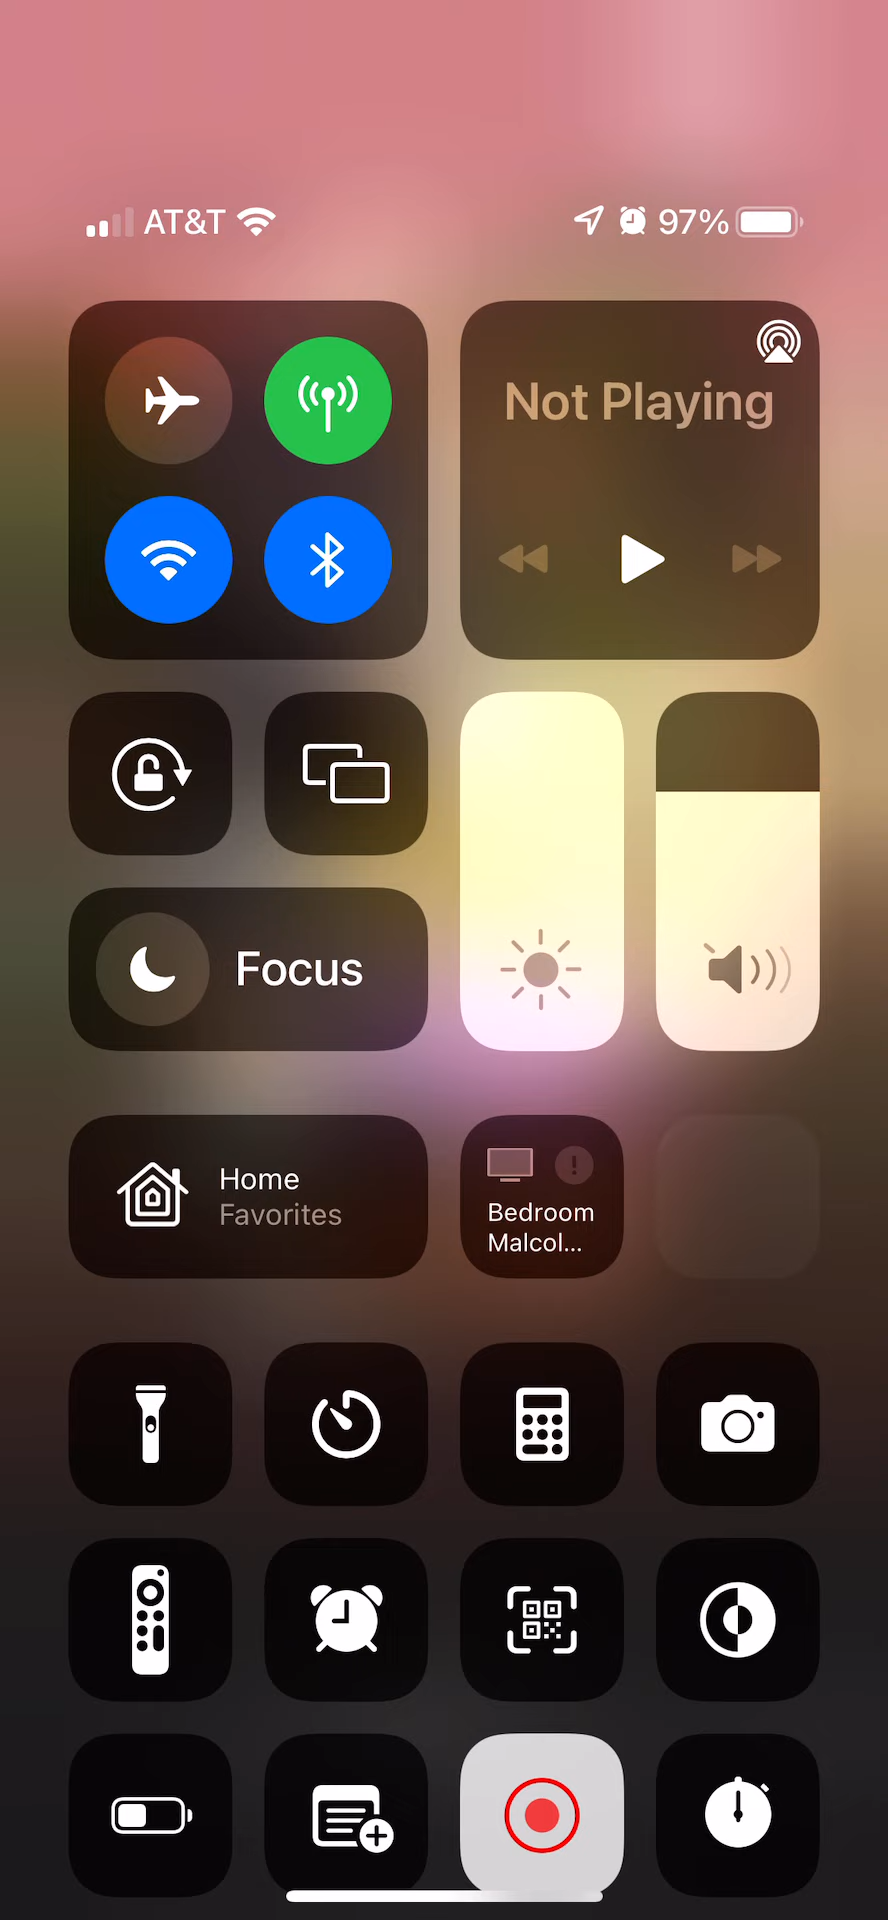 AT&T 97%
Not Playing
Focus
Home
Favorites
Bedroom
Malcol...